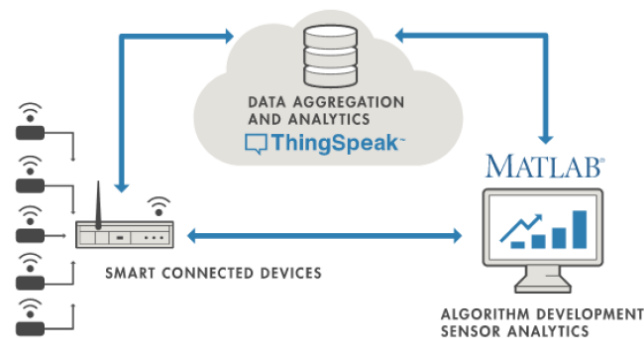 DATA AGGREGATION
AND ANALYTICS
ThingSpeak™
MATLAB®
SMART CONNECTED DEVICES
ALGORITHM DEVELOPMENT
SENSOR ANALYTICS